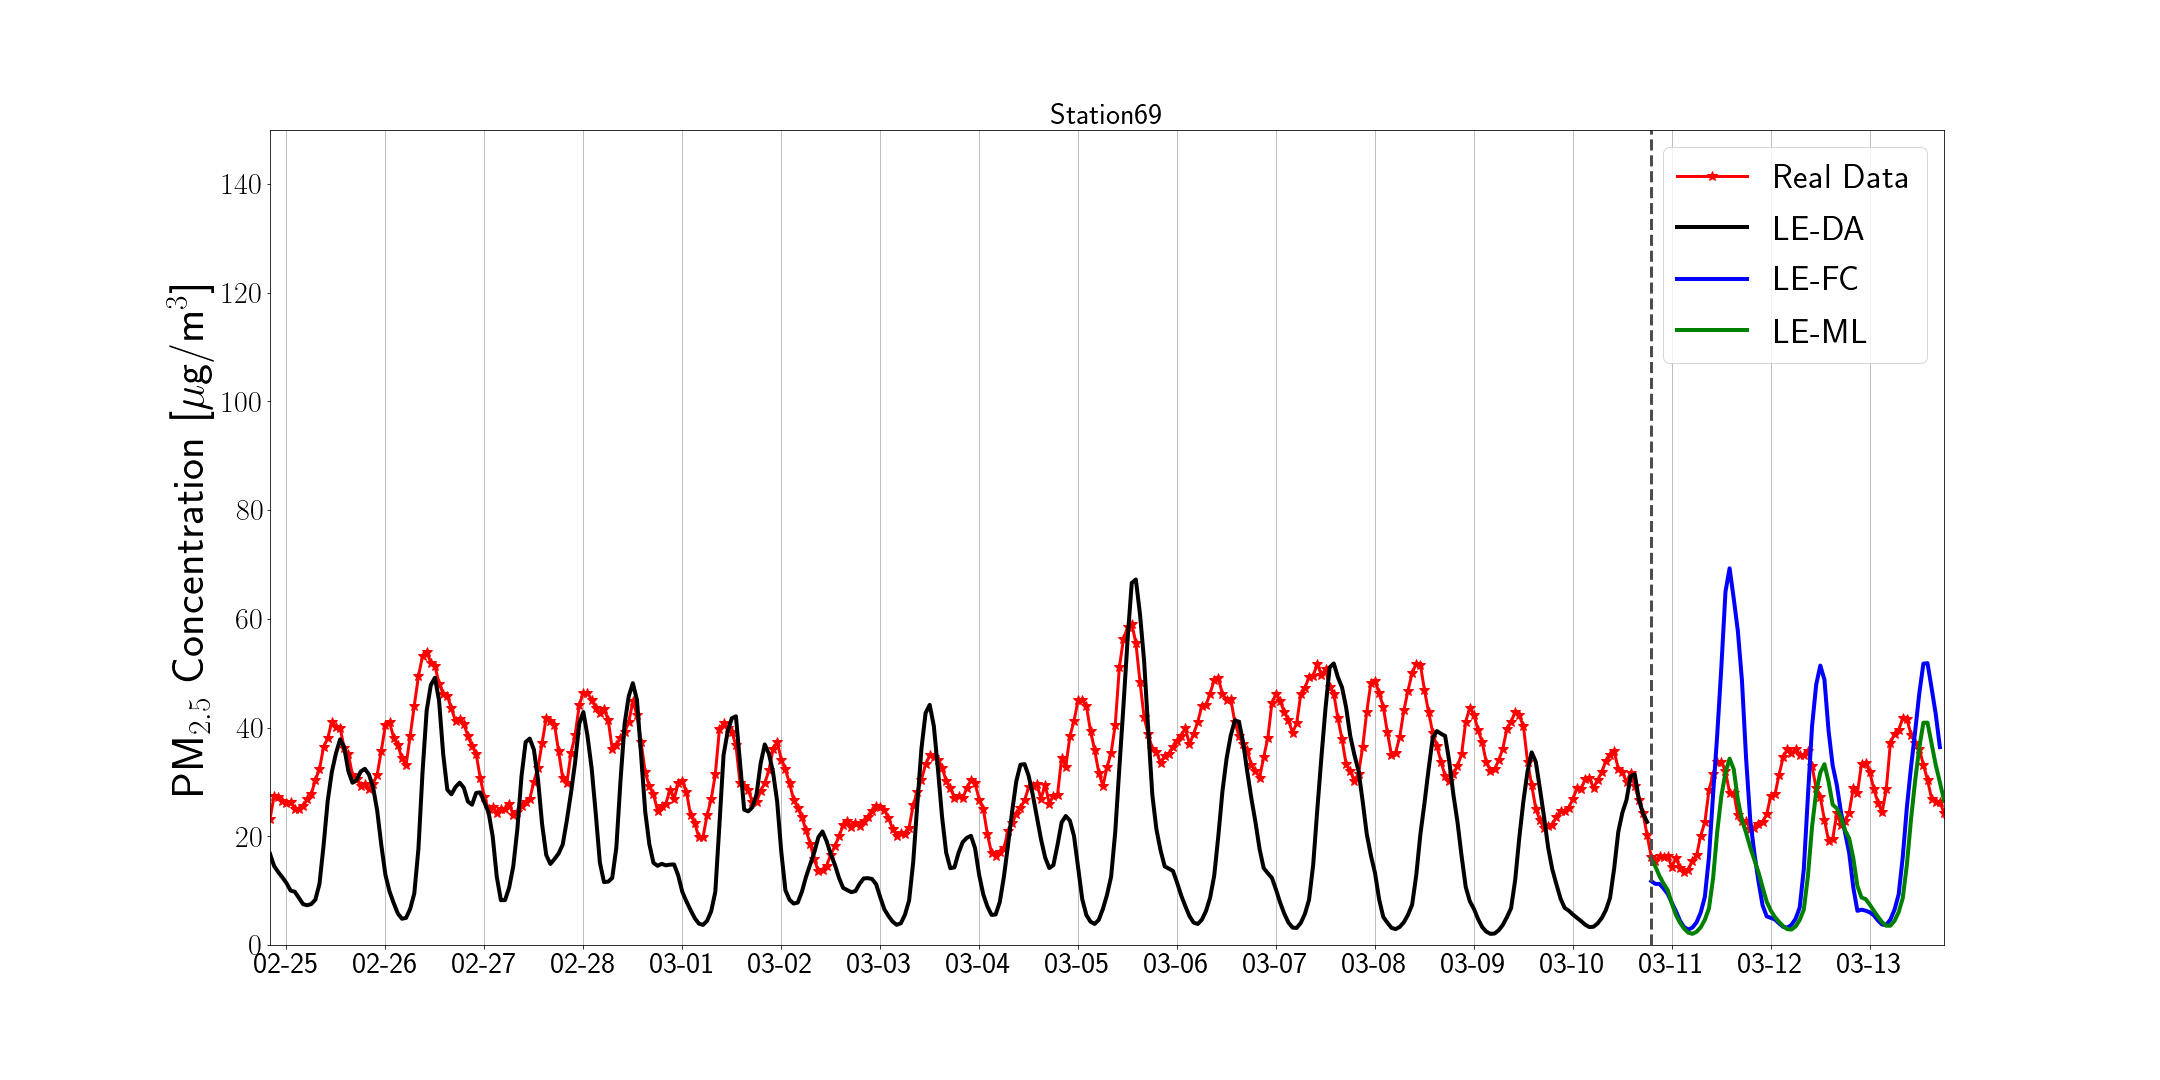 Station69
PM2.5 Concentration [μg/m³]
140
120
100
80
60
40
20
0
Real Data
LE-DA
LE-FC
LE-ML
02-25 02-26 02-27 02-28 03-01 03-02 03-03 03-04 03-05 03-06 03-07 03-08 03-09 03-10 03-11 03-12 03-13